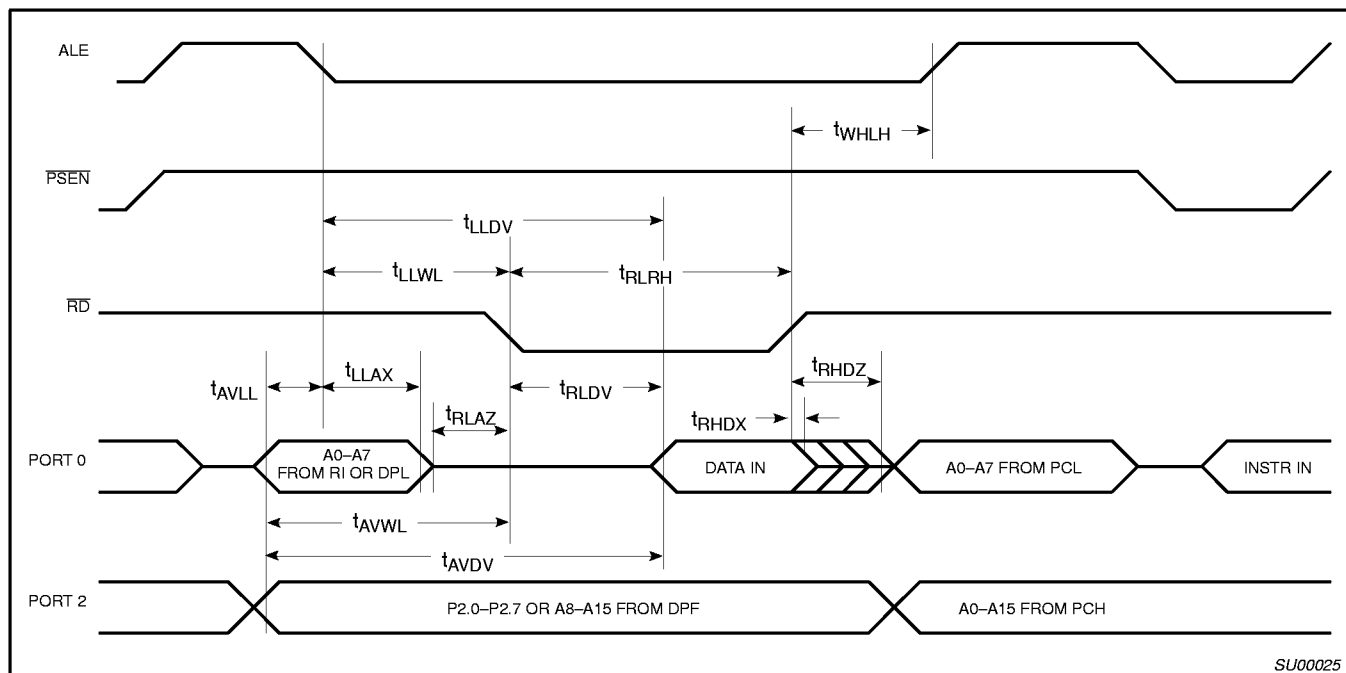 ALE
tWHLH
PSEN
tLLDV
tLLWL
tRLRH
RD
tAVLL
tLLAX
tRLDV
tRHDZ
tRLAZ
tRHDX
PORT 0
A0–A7
FROM RI OR DPL
DATA IN
A0–A7 FROM PCL
INSTR IN
tAVWL
tAVDV
PORT 2
P2.0–P2.7 OR A8–A15 FROM DPF
A0–A15 FROM PCH
SU00025